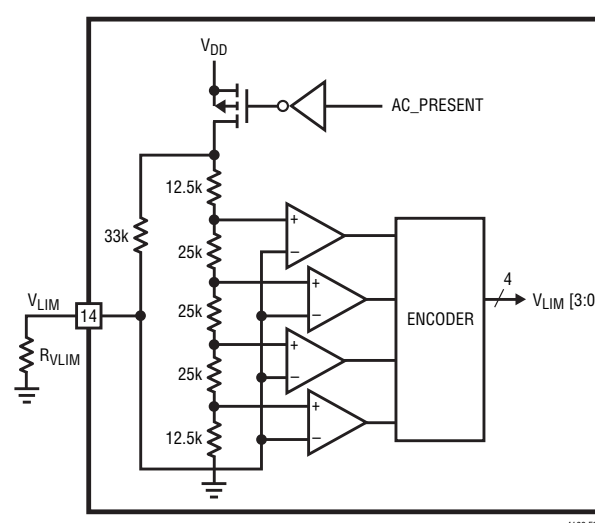 VDD
AC_PRESENT
12.5k
+
–
33k
25k
+
–
25k
4
VLIM
14
VLIM [3:0
ENCODER
+
–
RVLIM
25k
+
–
12.5k